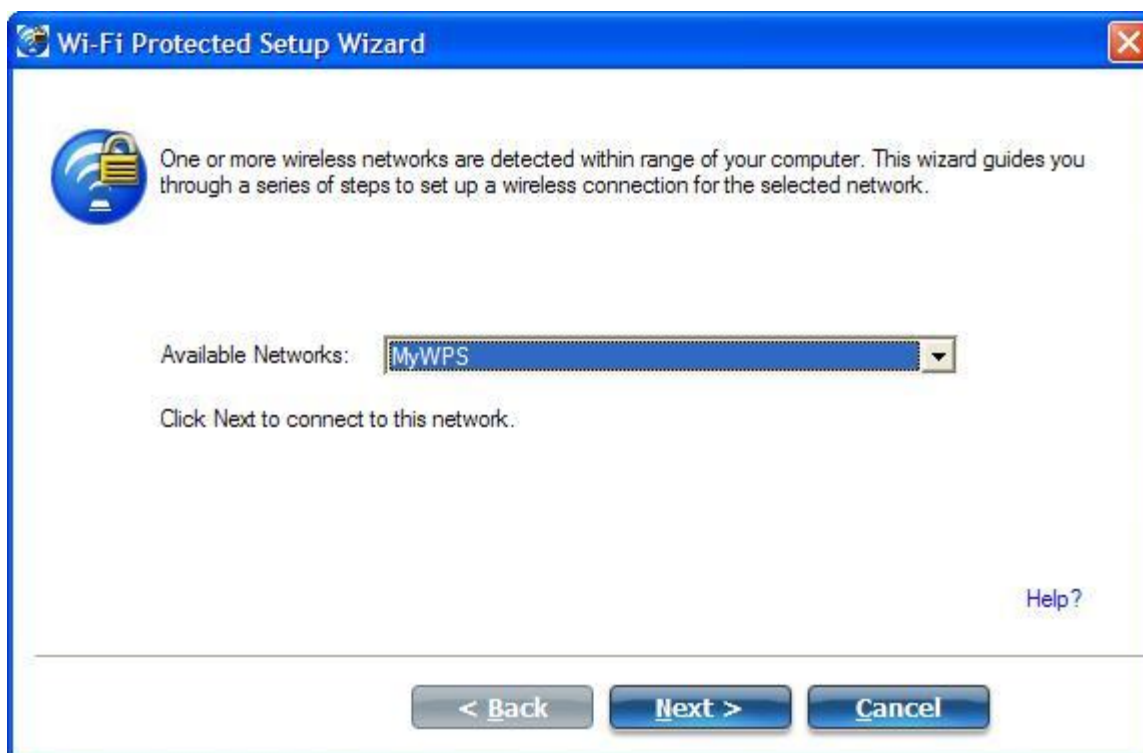 Wi-Fi Protected Setup Wizard
One or more wireless networks are detected within range of your computer. This wizard guides you
through a series of steps to set up a wireless connection for the selected network.
Available Networks: MyWPS
Click Next to connect to this network.
Help?
< Back Next > Cancel